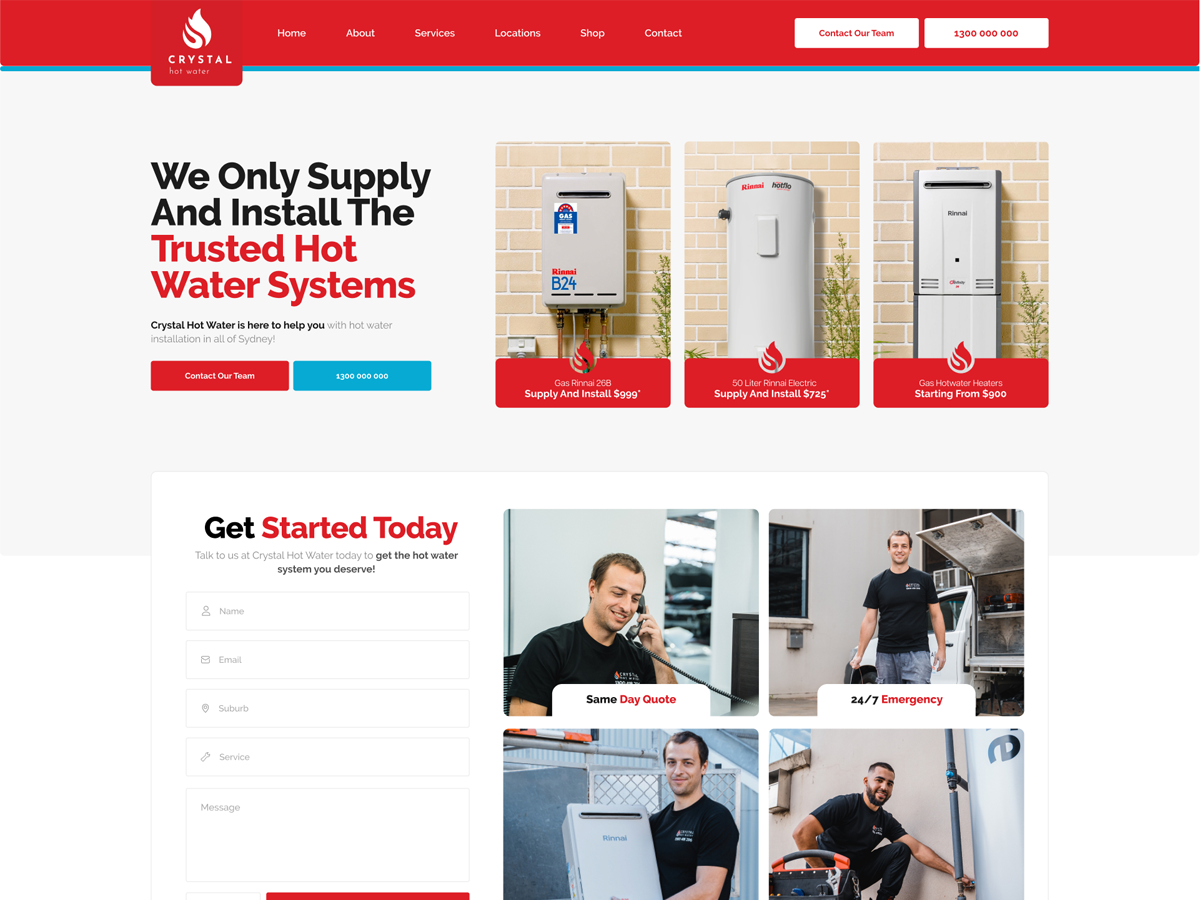 Home
About
Services
Locations
Shop
Contact
Contact Our Team
1300 000 000
CRYSTAL
hot water
We Only Supply
And Install The
Trusted Hot
Water Systems
Crystal Hot Water is here to help you with hot water
installation in all of Sydney!
Contact Our Team
1300 000 000
GAS
Rinnai
B24
Gas Rinnai 26B
Supply And Install $999*
Rinnai
hotflo
50 Liter Rinnai Electric
Supply And Install $725*
Rinnai
Gas Hotwater Heaters
Starting From $900
Get Started Today
Talk to us at Crystal Hot Water today to get the hot water
system you deserve!
Name
Email
Suburb
Service
Message
CRYSTAL
Same Day Quote
24/7 Emergency
Rinnai